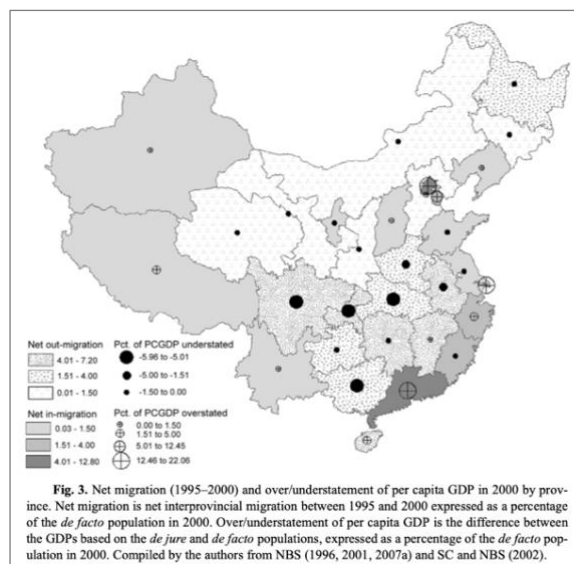 Net out-migration
4.01 - 7.20
1.51 - 4.00
0.01 - 1.50
Pct. of PCGDP understated
-5.96 to -5.01
-5.00 to -1.51
-1.50 to 0.00
Net in-migration
0.03 - 1.50
1.51 - 4.00
4.01 - 12.80
Pct. of PCGDP overstated
0.00 to 1.50
1.51 to 5.00
5.01 to 12.45
12.46 to 22.06
Fig. 3. Net migration (1995–2000) and over/understatement of per capita GDP in 2000 by prov-
ince. Net migration is net interprovincial migration between 1995 and 2000 expressed as a percentage
of the de facto population in 2000. Over/understatement of per capita GDP is the difference between
the GDPs based on the de jure and de facto populations, expressed as a percentage of the de facto pop-
ulation in 2000. Compiled by the authors from NBS (1996, 2001, 2007a) and SC and NBS (2002).